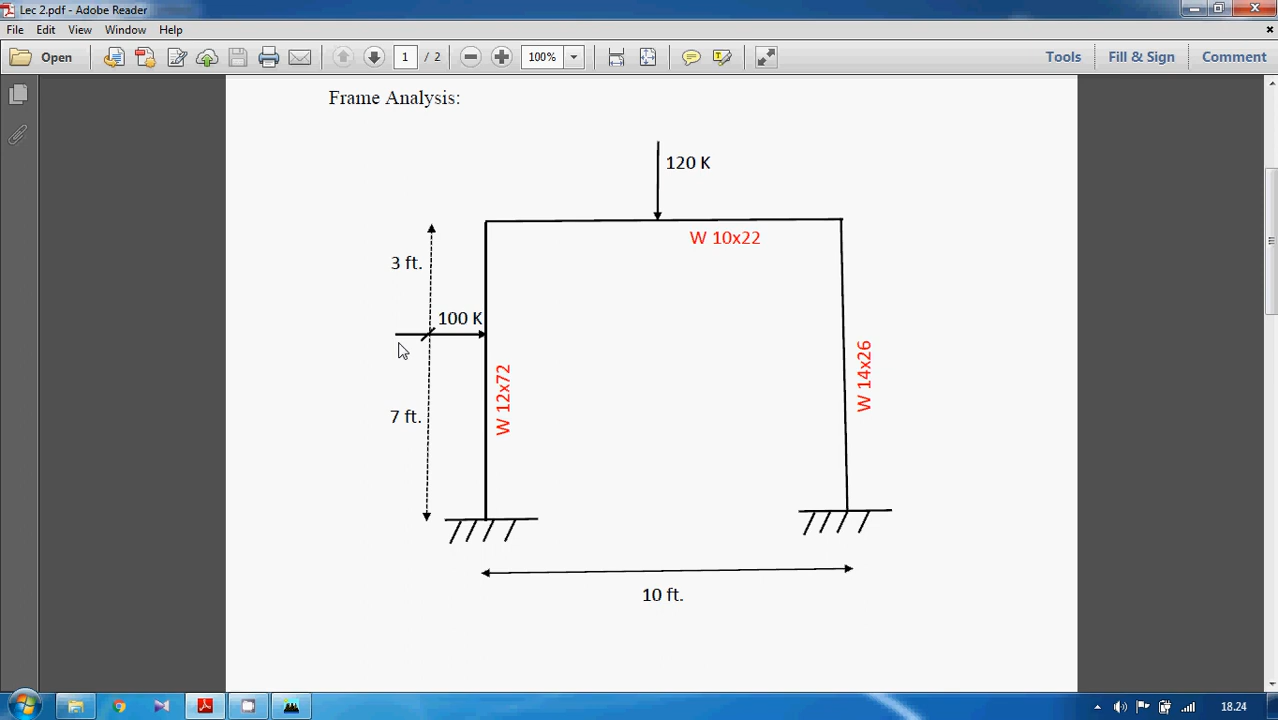 Lec 2.pdf - Adobe Reader
File Edit View Window Help
Open 1 / 2 100% Tools Fill & Sign Comment
Frame Analysis:
120 K
W 10x22
3 ft.
100 K
W 12x72
W 14x26
7 ft.
10 ft.
18.24